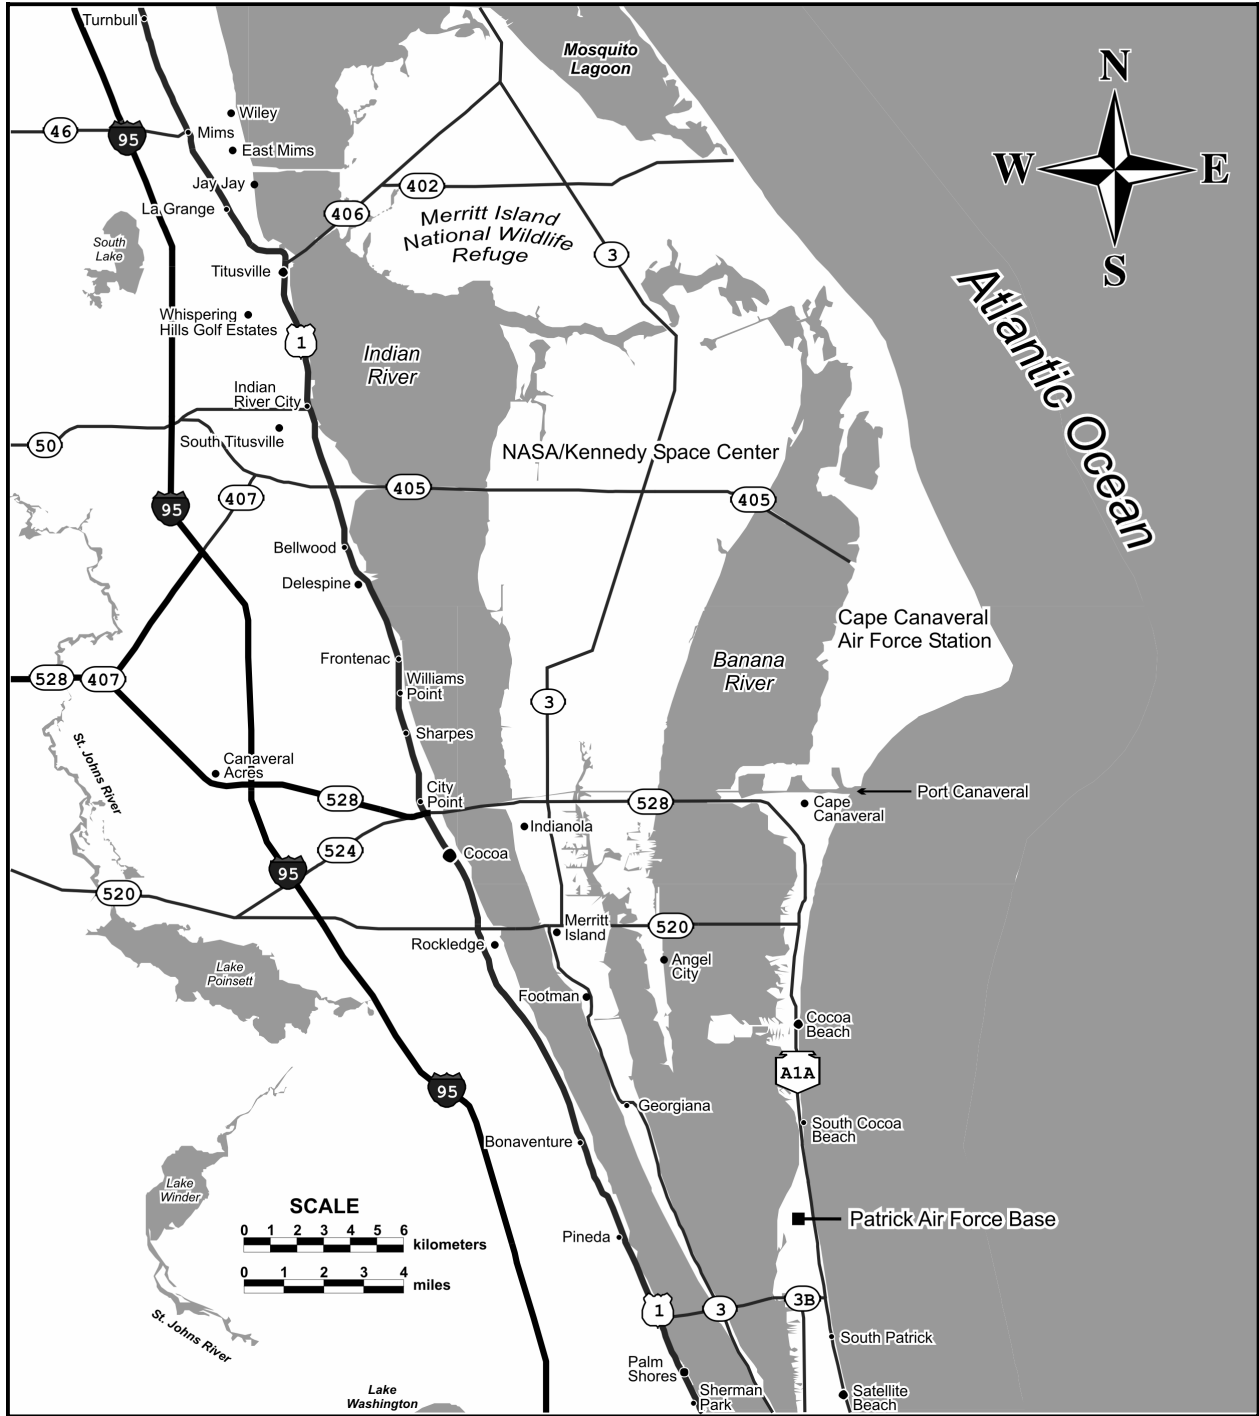 Turnbull
Mosquito
Lagoon
N
W
E
S
Wiley
46
95
Mims
East Mims
Jay Jay
402
La Grange
406
Merritt Island
National Wildlife
Refuge
3
South
Lake
Titusville
Atlantic Ocean
Whispering
Hills Golf Estates
1
Indian
River
Indian
River City
50
South Titusville
NASA/Kennedy Space Center
407
405
405
95
Bellwood
Delespine
Cape Canaveral
Air Force Station
Frontenac
Banana
River
528
407
Williams
Point
3
St. Johns River
Sharpes
Canaveral
Acres
City
Point
528
528
Port Canaveral
Cape
Canaveral
Indianola
524
Cocoa
95
520
Merritt
Island
520
Rockledge
Lake
Poinsett
Angel
City
Footman
Cocoa
Beach
A1A
95
Georgiana
South Cocoa
Beach
Bonaventure
Lake
Winder
SCALE
0 1 2 3 4 5 6
kilometers
0 1 2 3 4
miles
Patrick Air Force Base
Pineda
1
3
3B
St. Johns River
South Patrick
Palm
Shores
Lake
Washington
Sherman
Park
Satellite
Beach